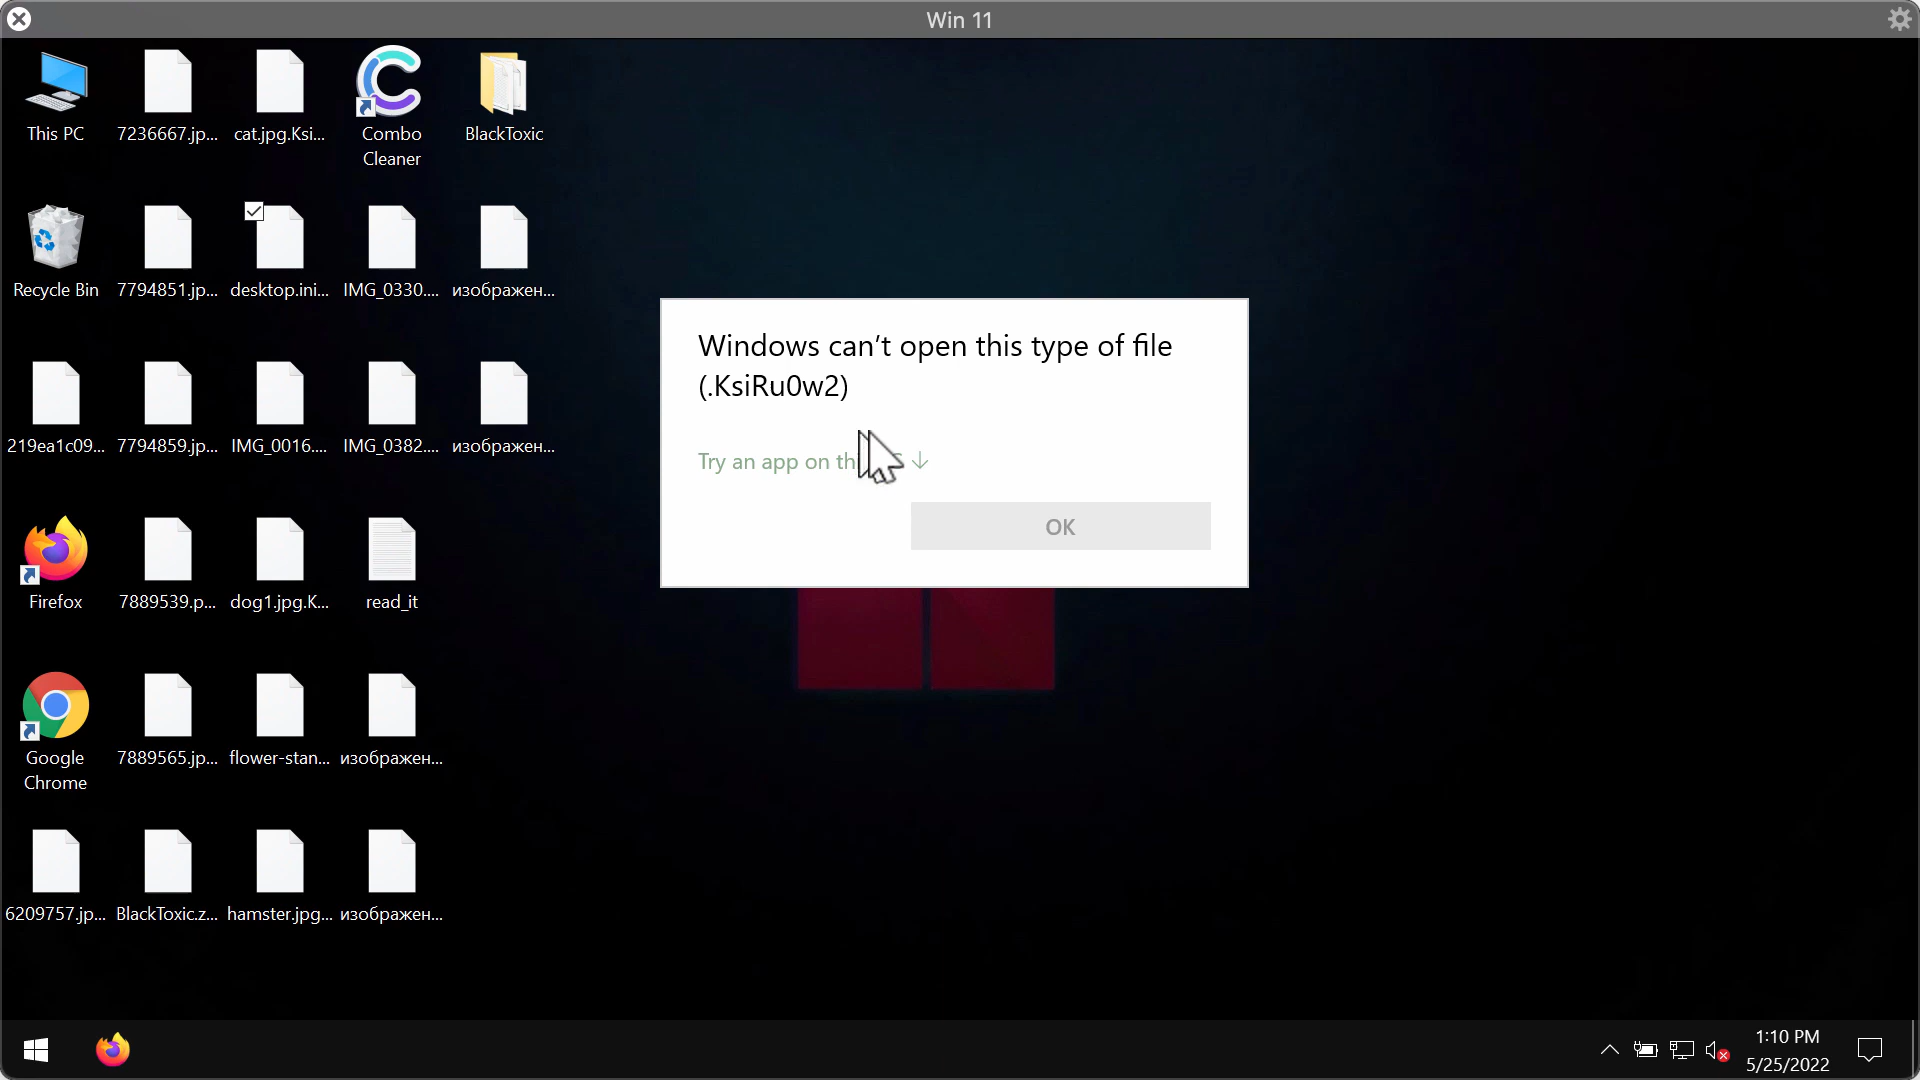 Win 11
This PC
7236667.jp...
cat.jpg.Ksi...
Combo
Cleaner
BlackToxic
Recycle Bin
7794851.jp...
desktop.ini...
IMG_0330....
изображен...
219ea1c09...
7794859.jp...
IMG_0016....
IMG_0382....
изображен...
Firefox
7889539.p...
dog1.jpg.K...
read_it
Google
Chrome
7889565.jp...
flower-stan...
изображен...
6209757.jp...
BlackToxic.z...
hamster.jpg...
изображен...
Windows can't open this type of file
(.KsiRu0w2)
Try an app on
OK
1:10 PM
5/25/2022